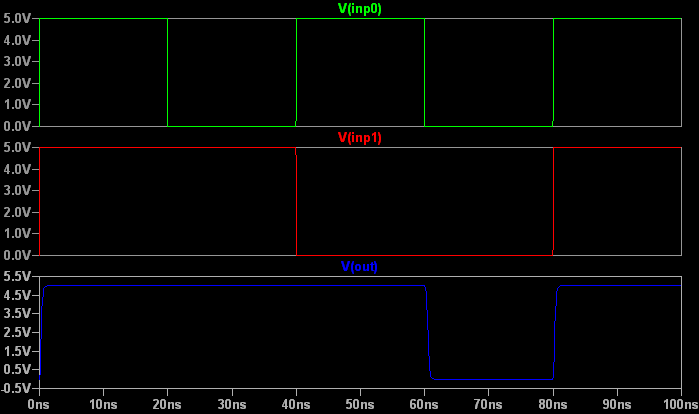 V(inp0)
5.0V
4.0V
3.0V
2.0V
1.0V
0.0V
V(inp1)
5.0V
4.0V
3.0V
2.0V
1.0V
0.0V
V(out)
5.5V
4.5V
3.5V
2.5V
1.5V
0.5V
-0.5V
0ns 10ns 20ns 30ns 40ns 50ns 60ns 70ns 80ns 90ns 100ns